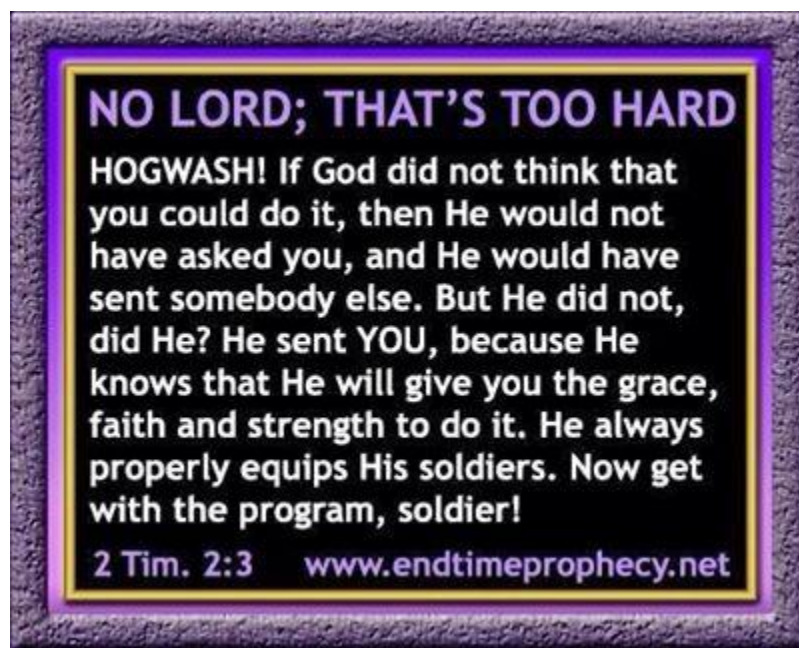 NO LORD; THAT'S TOO HARD
HOGWASH! If God did not think that
you could do it, then He would not
have asked you, and He would have
sent somebody else. But He did not,
did He? He sent YOU, because He
knows that He will give you the grace,
faith and strength to do it. He always
properly equips His soldiers. Now get
with the program, soldier!
2 Tim. 2:3 www.endtimeprophecy.net